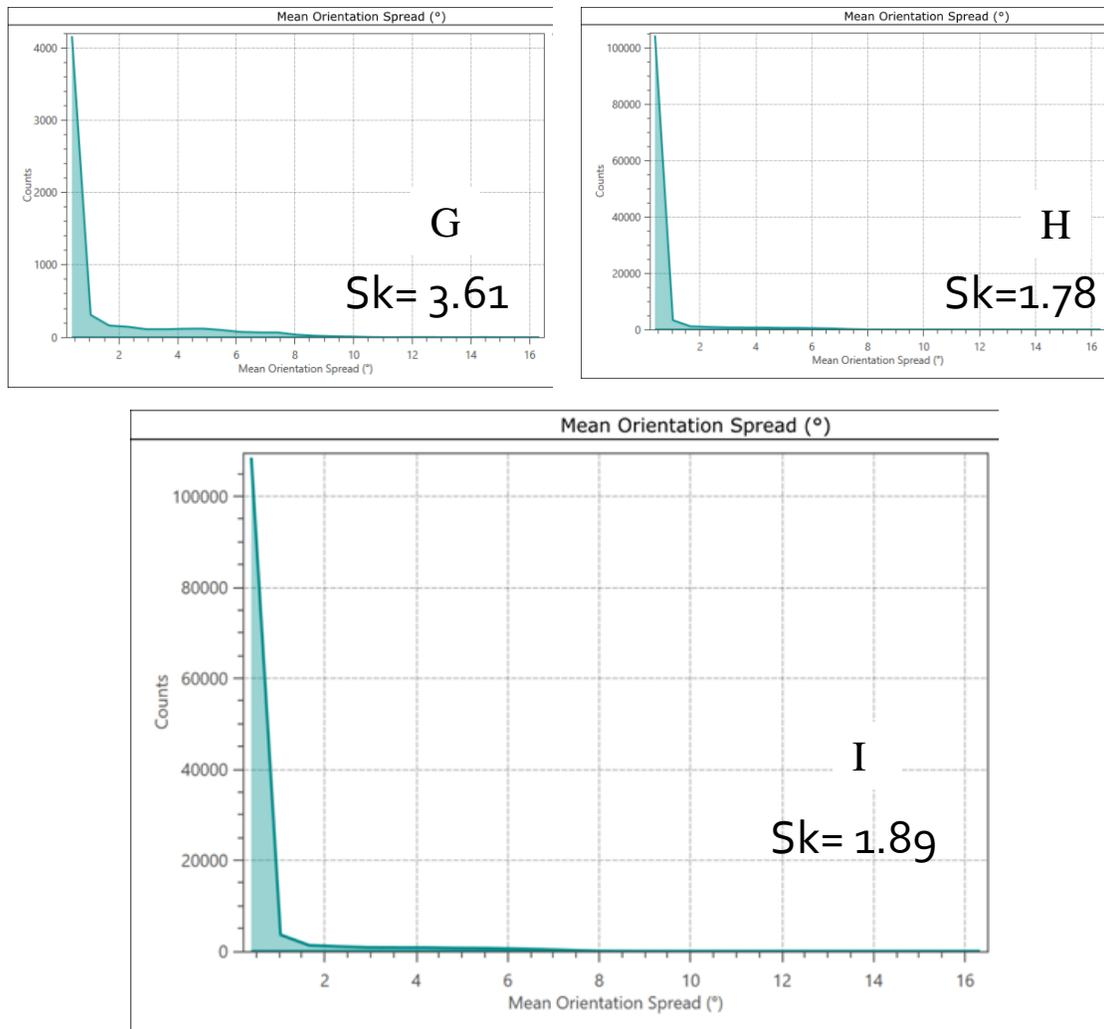 Mean Orientation Spread (°)
4000
3000
2000
1000
0
Counts
G
Sk= 3.61
2 4 6 8 10 12 14 16
Mean Orientation Spread (°)
Mean Orientation Spread (°)
100000
80000
60000
40000
20000
0
Counts
H
Sk=1.78
2 4 6 8 10 12 14 16
Mean Orientation Spread (°)
Mean Orientation Spread (°)
100000
80000
60000
40000
20000
0
Counts
I
Sk= 1.89
2 4 6 8 10 12 14 16
Mean Orientation Spread (°)